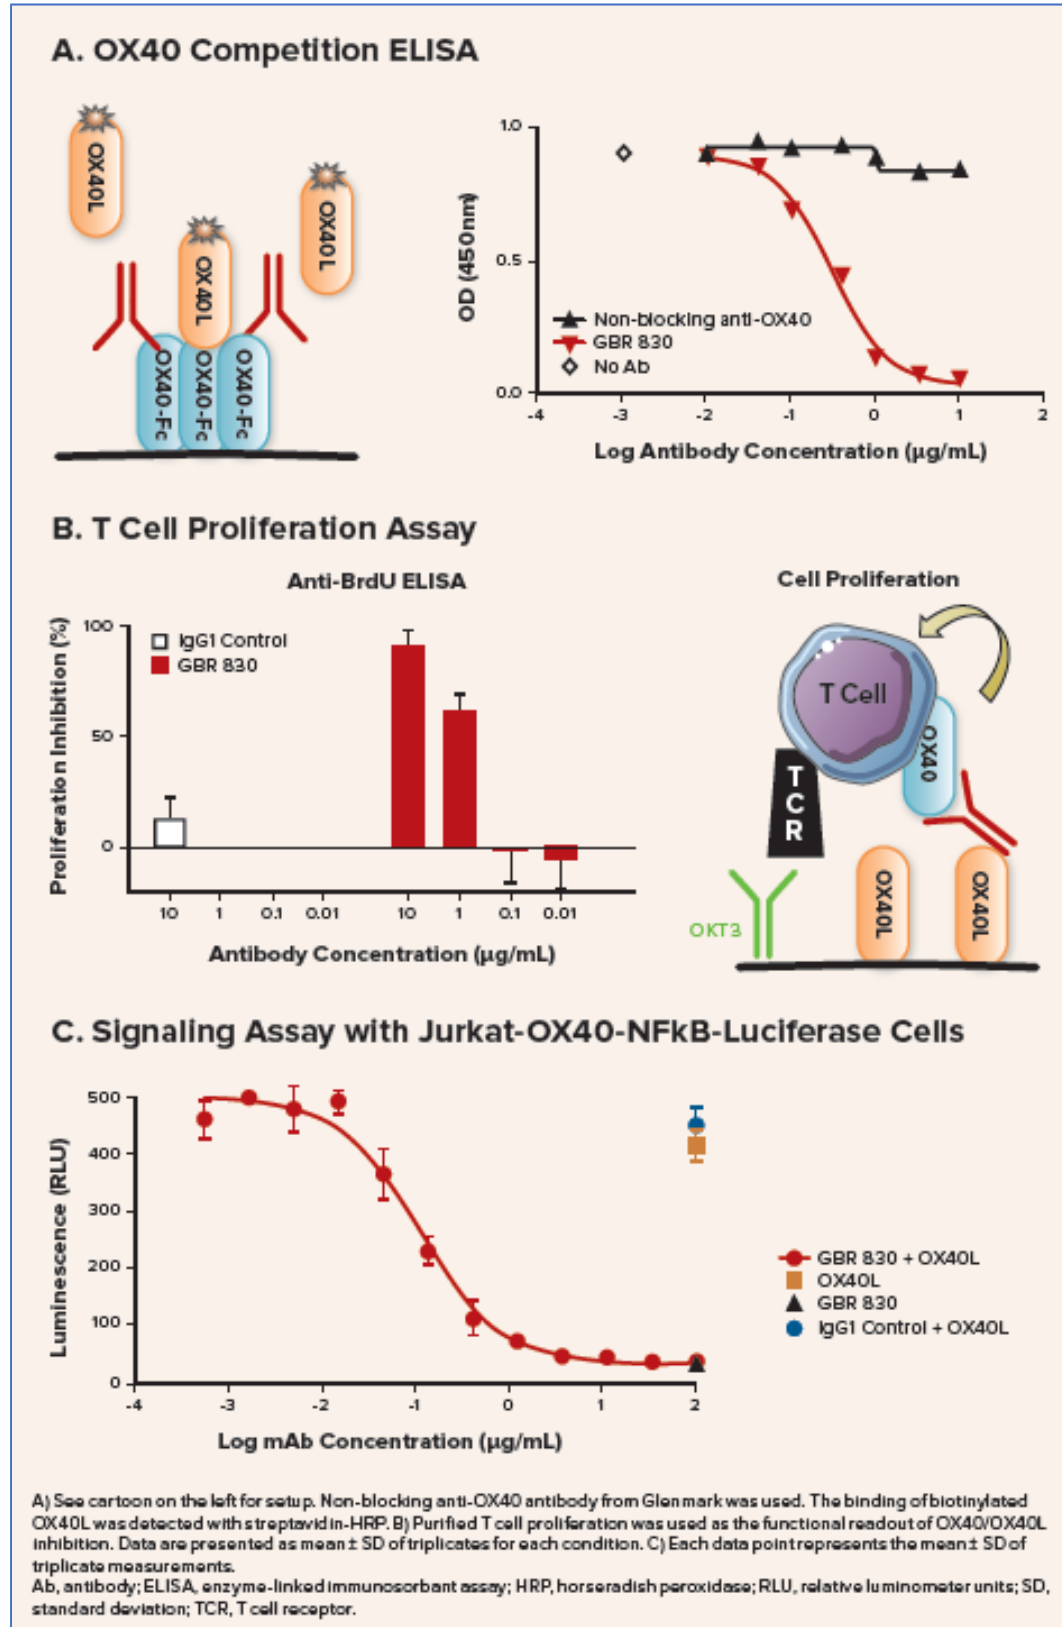 A. OX40 Competition ELISA
OX40L
OX40L
OX40L
OX40-Fc
OX40-Fc
OX40-Fc
OD (450nm)
1.0
0.5
0.0
Non-blocking anti-OX40
GBR 830
No Ab
-4
-3
-2
-1
0
1
2
Log Antibody Concentration (µg/mL)
B. T Cell Proliferation Assay
Anti-BrdU ELISA
Proliferation Inhibition (%)
100
50
0
IgG1 Control
GBR 830
10
1
0.1
0.01
10
1
0.1
0.01
Antibody Concentration (µg/mL)
Cell Proliferation
T Cell
OX40
TCR
OKT3
OX40L
OX40L
C. Signaling Assay with Jurkat-OX40-NFkB-Luciferase Cells
Luminescence (RLU)
500
400
300
200
100
0
-4
-3
-2
-1
0
1
2
Log mAb Concentration (µg/mL)
GBR 830 + OX40L
OX40L
GBR 830
IgG1 Control + OX40L
A) See cartoon on the left for setup. Non-blocking anti-OX40 antibody from Glenmark was used. The binding of biotinylated
OX40L was detected with streptavidin-HRP. B) Purified T cell proliferation was used as the functional readout of OX40/OX40L
inhibition. Data are presented as mean ± SD of triplicates for each condition. C) Each data point represents the mean ± SD of
triplicate measurements.
Ab, antibody; ELISA, enzyme-linked immunosorbant assay; HRP, horseradish peroxidase; RLU, relative luminometer units; SD,
standard deviation; TCR, T cell receptor.